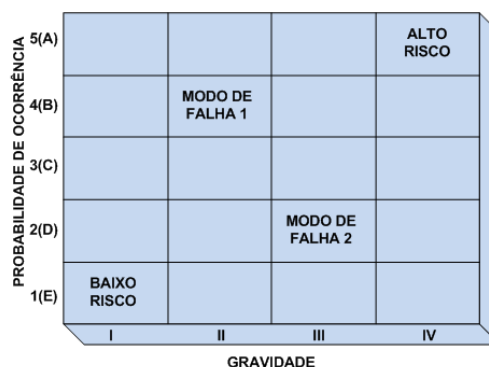 PROBABILIDADE DE OCORRÊNCIA
5(A)
ALTO
RISCO
4(B)
MODO DE
FALHA 1
3(C)
2(D)
MODO DE
FALHA 2
1(E)
BAIXO
RISCO
I
II
III
IV
GRAVIDADE